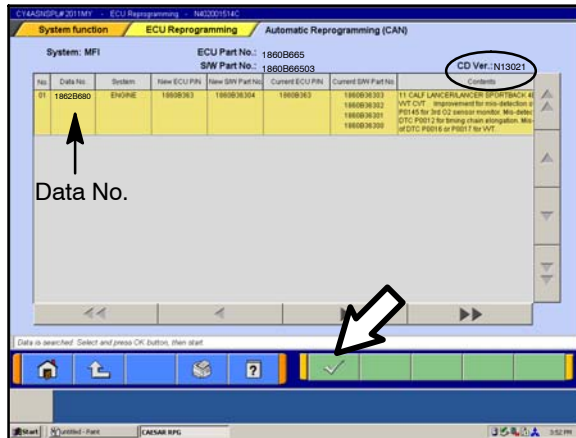 CY4ASNSPL# 2011MY - ECU Reprogramming - N402001514C
System function ECU Reprogramming Automatic Reprogramming (CAN)
System: MFI ECU Part No.: 1860B665
S/W Part No.: 1860B66503 CD Ver.: N13021
No. Data No. System New ECU P/N New S/W Part No. Current ECU P/N Current S/W Part No. Contents
01 1862B680 ENGINE 1860B363 1860B36304 1860B363 1860B36303 11 CALF LANCER/LANCER SPORTBACK 4
1860B36302 VVT CVT Improvement for mis-detection o
1860B36301 P0145 for 3rd O2 sensor monitor. Mis-detec
DTC P0012 for timing chain elongation. Mis-
1860B36300 of DTC P0016 or P0017 for VVT.
Data No.
Data is searched. Select and press OK button, then start.
?
Start untitled - Paint CAESAR RPG 3:52 PM